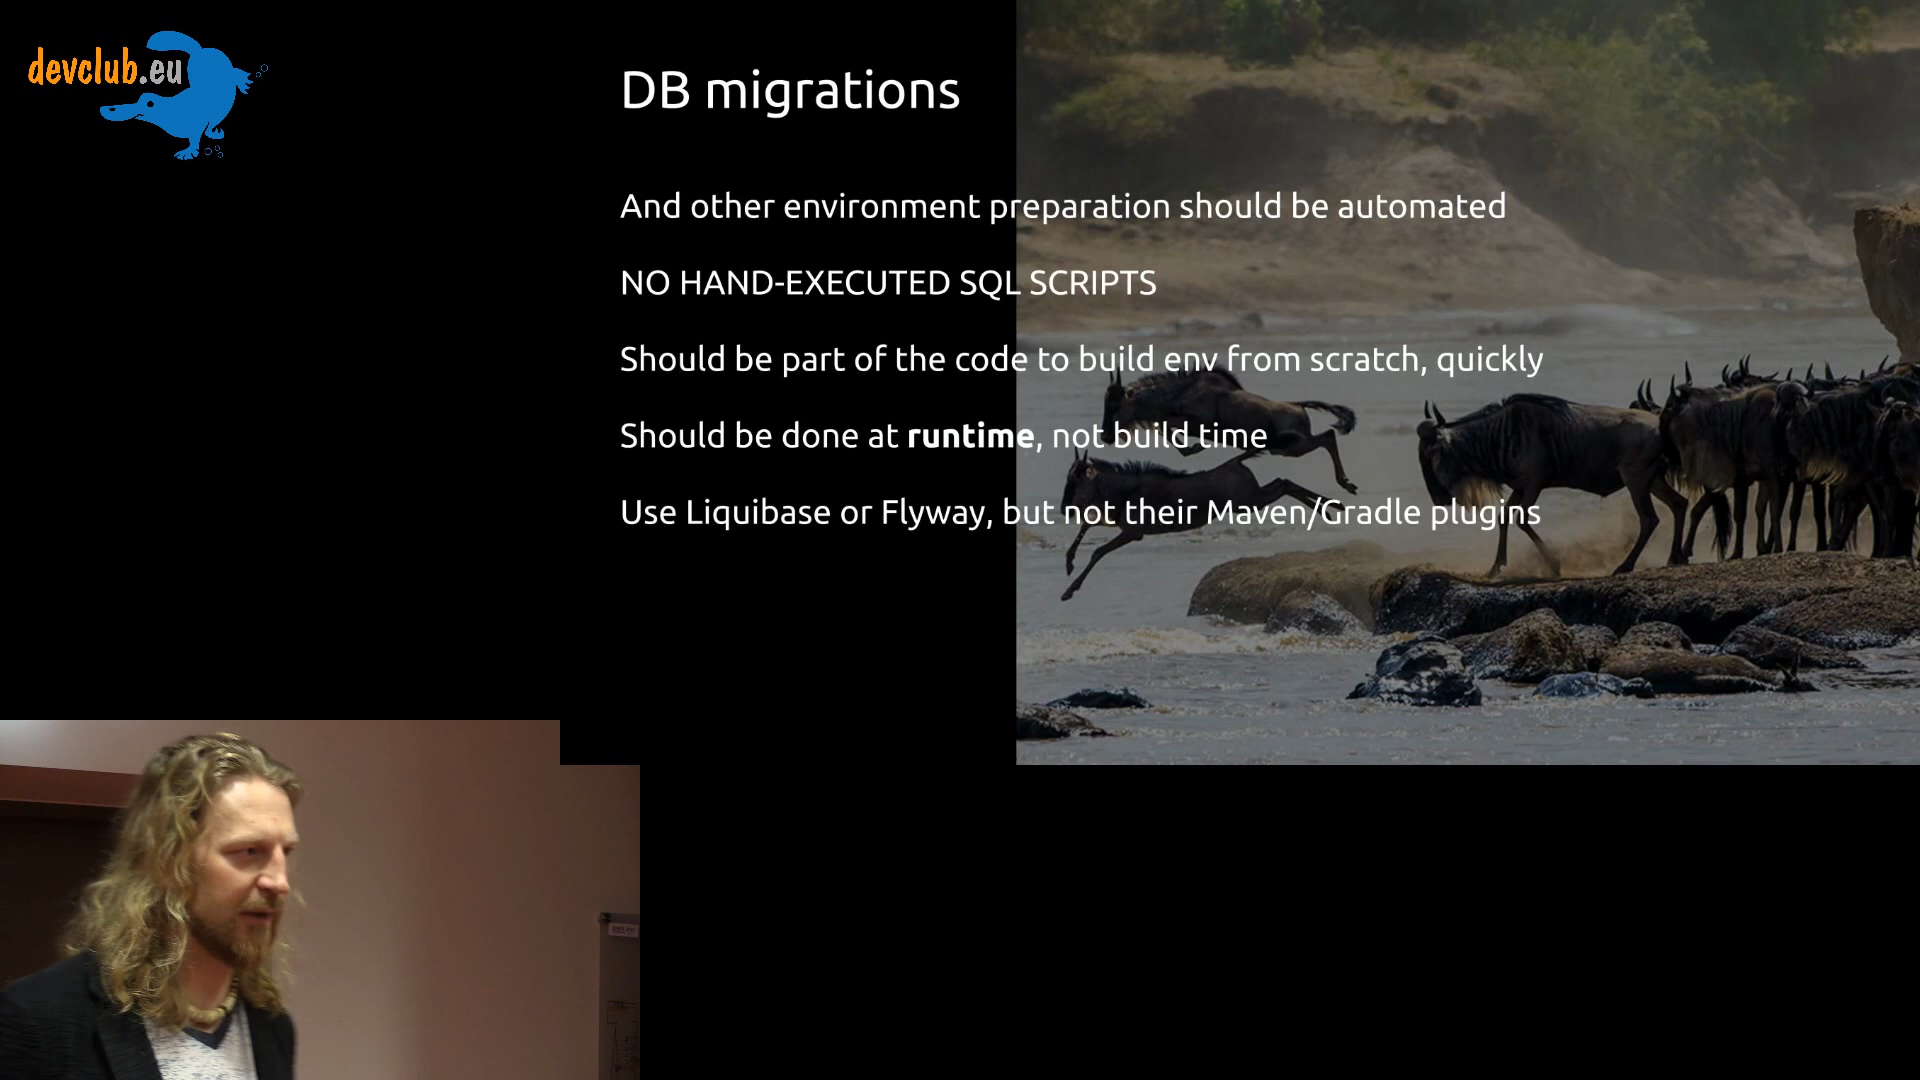 devclub.eu
DB migrations
And other environment preparation should be automated
NO HAND-EXECUTED SQL SCRIPTS
Should be part of the code to build env from scratch, quickly
Should be done at runtime, not build time
Use Liquibase or Flyway, but not their Maven/Gradle plugins